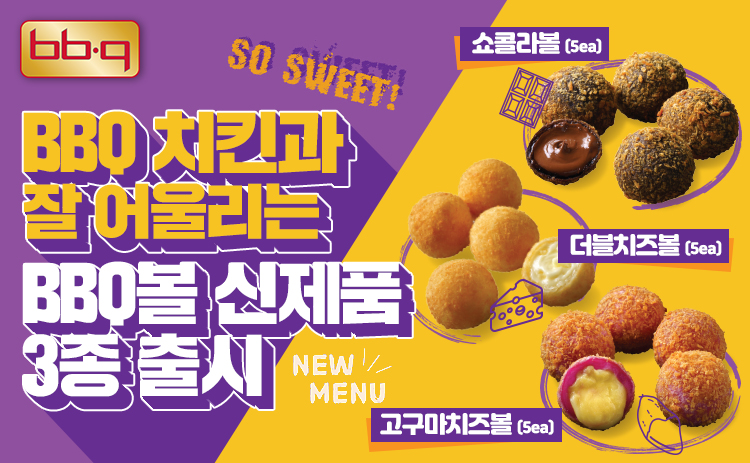 bb.q
SO SWEET!
BBQ 치킨과
잘 어울리는
BBQ볼 신제품
3종 출시
NEW
MENU
쇼콜라볼 (5ea)
더블치즈볼 (5ea)
고구마치즈볼 (5ea)